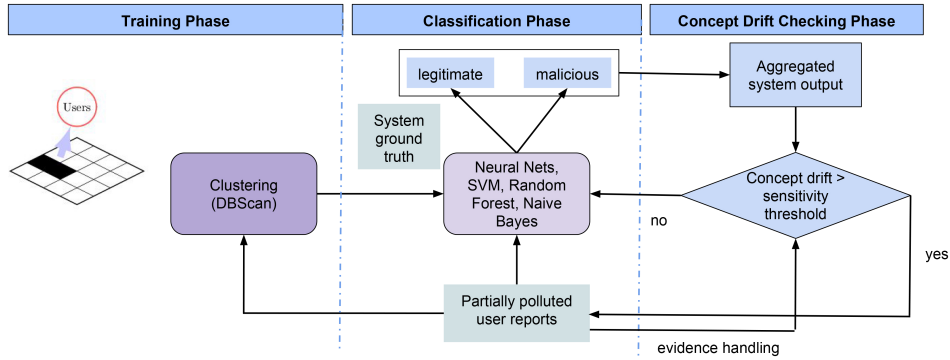 Training Phase
Classification Phase
Concept Drift Checking Phase
legitimate
malicious
Aggregated
system output
Users
System
ground
truth
Clustering
(DBScan)
Neural Nets,
SVM, Random
Forest, Naive
Bayes
Concept drift >
sensitivity
threshold
no
yes
Partially polluted
user reports
evidence handling